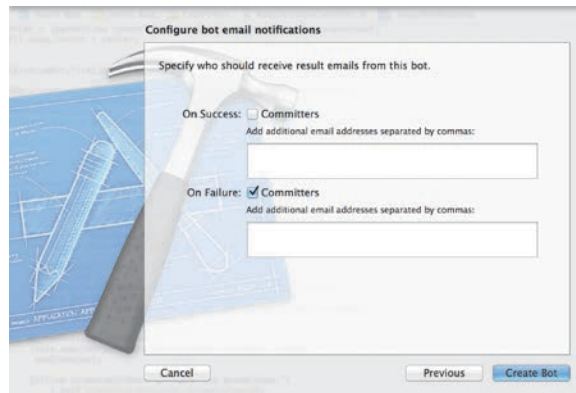 Configure bot email notifications
Specify who should receive result emails from this bot.
On Success: Committers
Add additional email addresses separated by commas:
On Failure: Committers
Add additional email addresses separated by commas:
Cancel
Previous
Create Bot